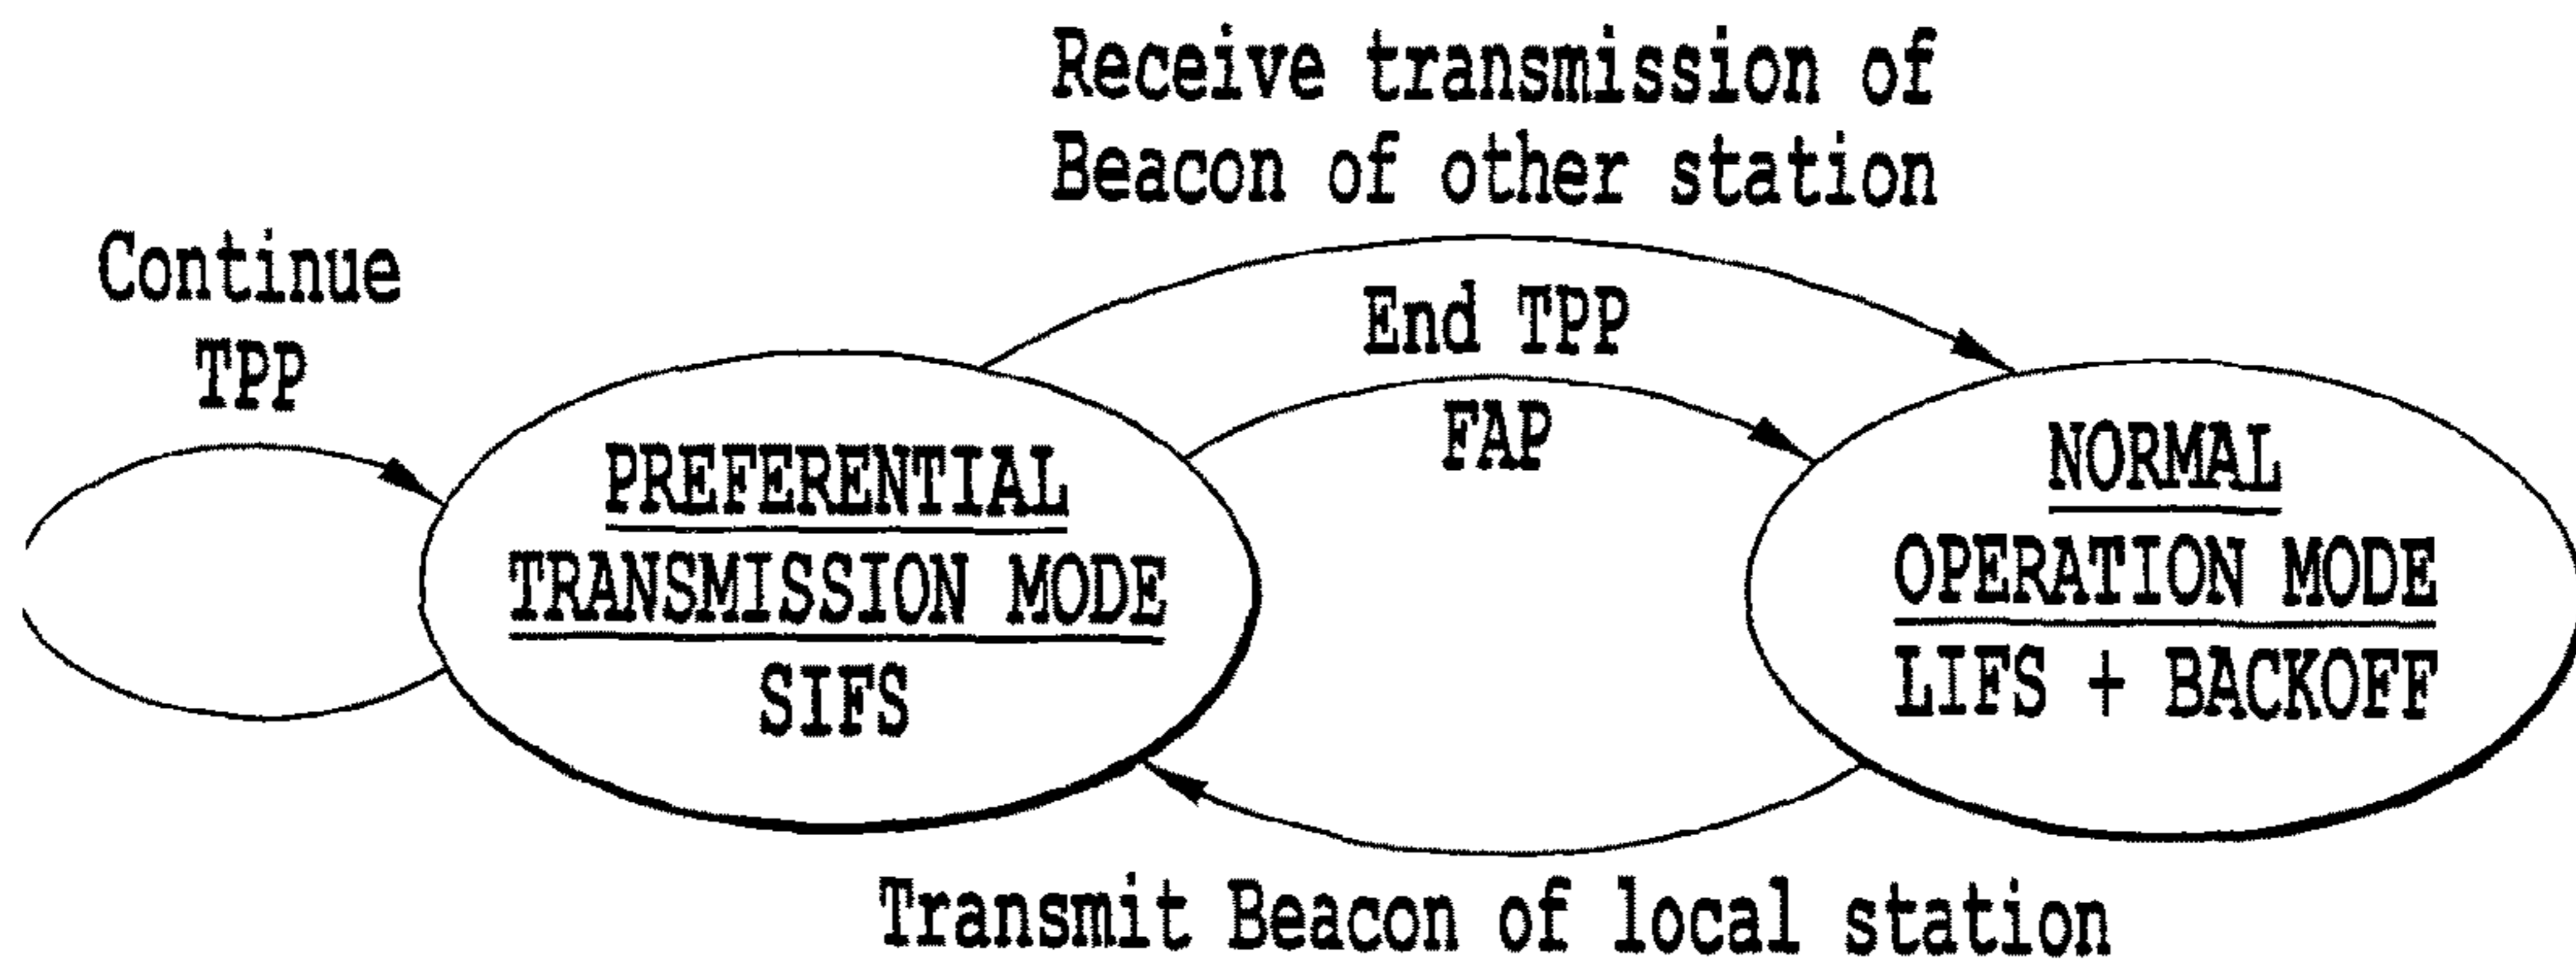 Receive transmission of
Beacon of other station
Continue
TPP
End TPP
FAP
PREFERENTIAL
TRANSMISSION MODE
SIFS
NORMAL
OPERATION MODE
LIFS + BACKOFF
Transmit Beacon of local station